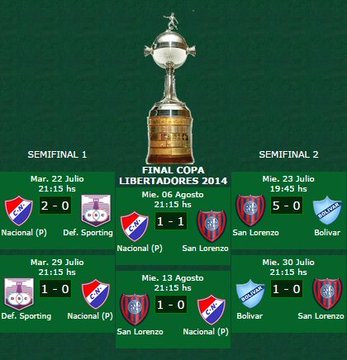 SEMIFINAL 1
Mar. 22 Julio
21:15 hs
2 - 0
Nacional (P)
Def. Sporting
Mar. 29 Julio
21:15 hs
1 - 0
Def. Sporting
Nacional (P)
FINAL COPA
LIBERTADORES 2014
Mie. 06 Agosto
21:15 hs
1 - 1
Nacional (P)
San Lorenzo
Mie. 13 Agosto
21:15 hs
1 - 0
San Lorenzo
Nacional (P)
SEMIFINAL 2
Mie. 23 Julio
19:45 hs
5 - 0
San Lorenzo
BOLIVAR
Bolivar
Mie. 30 Julio
21:15 hs
BOLIVAR
1 - 0
Bolivar
San Lorenzo